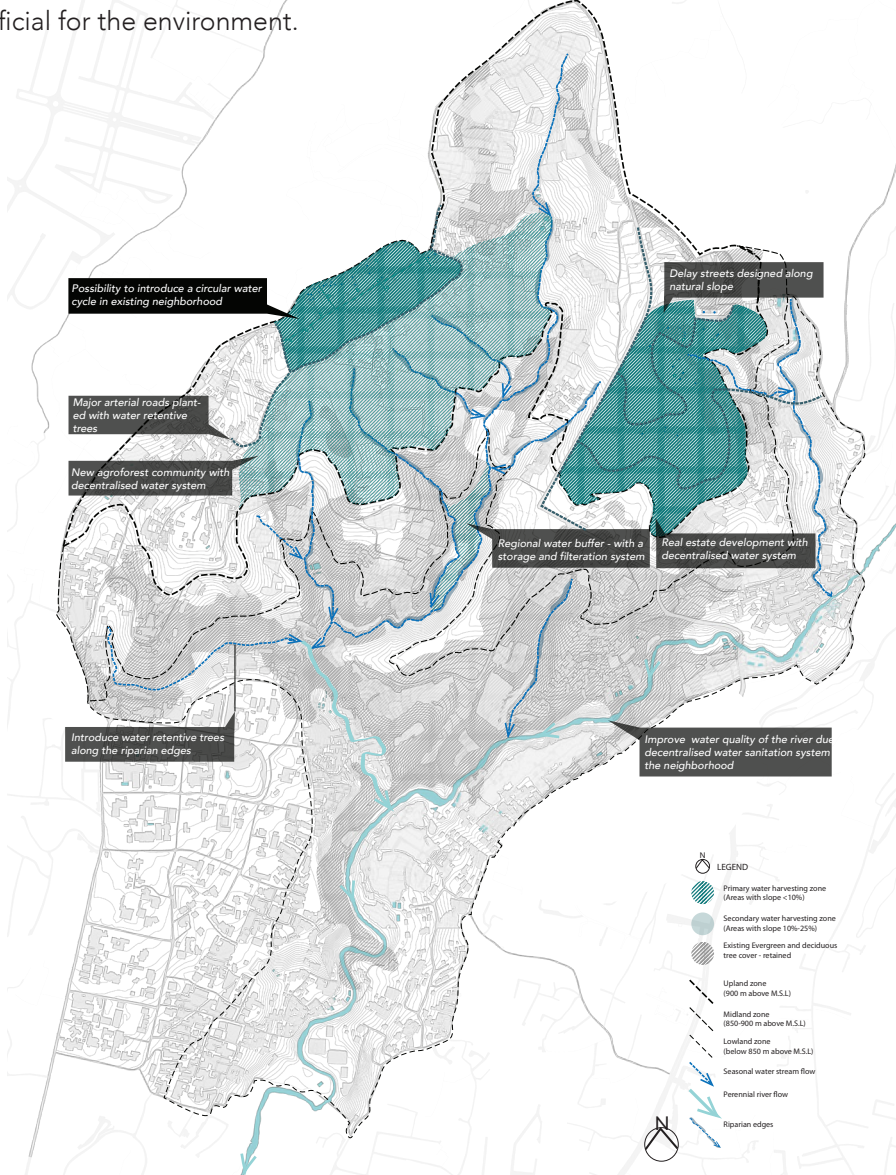 ficial for the environment.
Possibility to introduce a circular water
cycle in existing neighborhood
Delay streets designed along
natural slope
Major arterial roads plant-
ed with water retentive
trees
New agroforest community with
decentralised water system
Regional water buffer - with a
storage and filteration system
Real estate development with
decentralised water system
Introduce water retentive trees
along the riparian edges
Improve water quality of the river due
decentralised water sanitation system
the neighborhood
N
LEGEND
Primary water harvesting zone
(Areas with slope <10%)
Secondary water harvesting zone
(Areas with slope 10%-25%)
Existing Evergreen and deciduous
tree cover - retained
Upland zone
(900 m above M.S.L)
Midland zone
(850-900 m above M.S.L)
Lowland zone
(below 850 m above M.S.L)
Seasonal water stream flow
Perennial river flow
Riparian edges
N